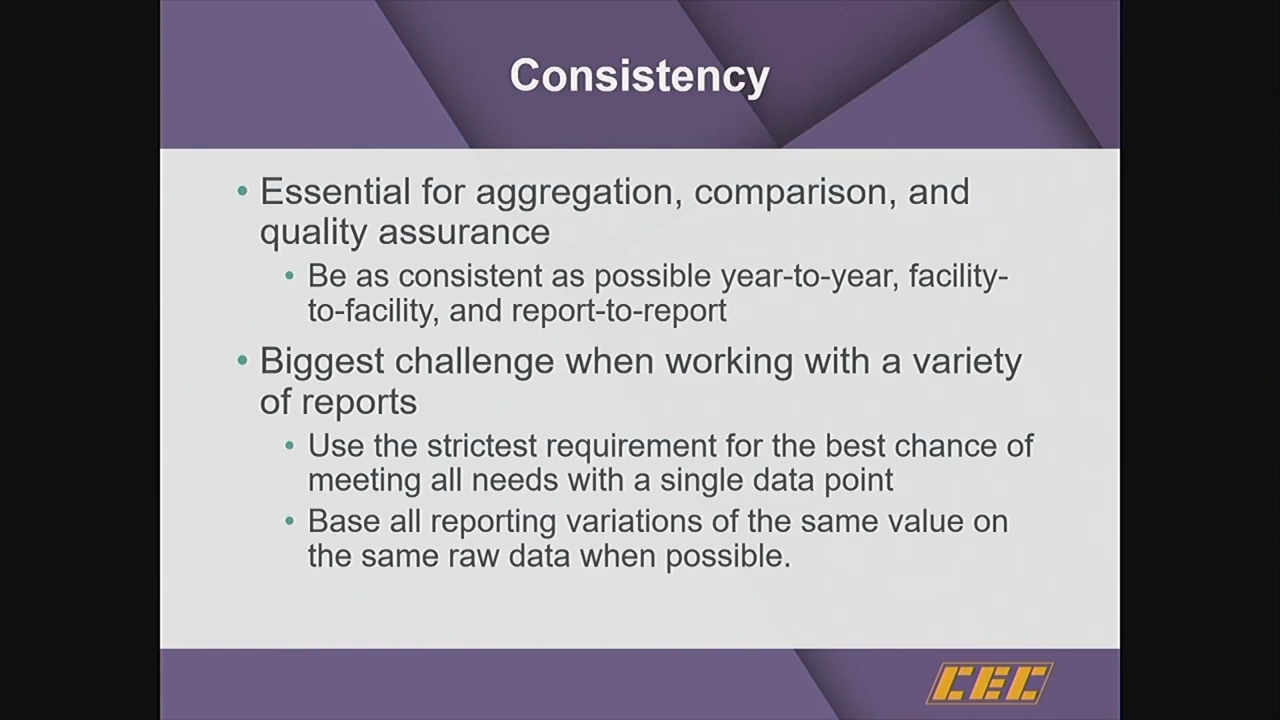 Consistency
• Essential for aggregation, comparison, and
quality assurance
• Be as consistent as possible year-to-year, facility-
to-facility, and report-to-report
• Biggest challenge when working with a variety
of reports
• Use the strictest requirement for the best chance of
meeting all needs with a single data point
• Base all reporting variations of the same value on
the same raw data when possible.
CEC